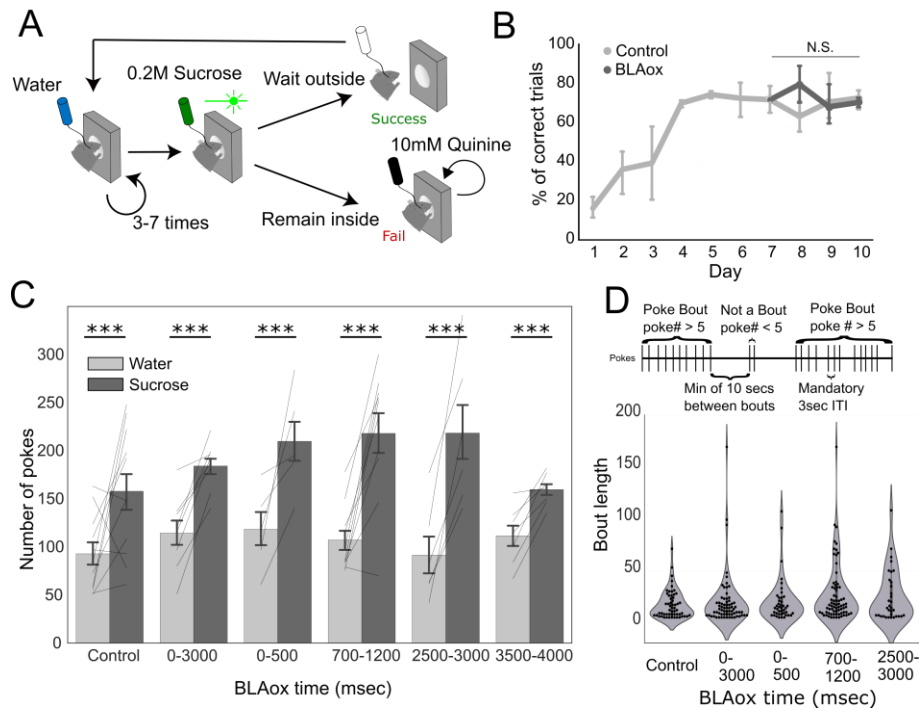 A
Water
0.2M Sucrose
Wait outside
Success
10mM Quinine
3-7 times
Remain inside
Fail
B
% of correct trials
100
80
60
40
20
0
Control
BLAox
N.S.
1 2 3 4 5 6 7 8 9 10
Day
C
Number of pokes
300
250
200
150
100
50
0
*** *** *** *** *** ***
Water
Sucrose
Control 0-3000 0-500 700-1200 2500-3000 3500-4000
BLAox time (msec)
D
Poke Bout
poke# > 5
Not a Bout
poke# < 5
Poke Bout
poke # > 5
Pokes
Min of 10 secs
between bouts
Mandatory
3sec ITI
Bout length
200
150
100
50
0
Control
0-
3000
0-
500
700-
1200
2500-
3000
BLAox time (msec)